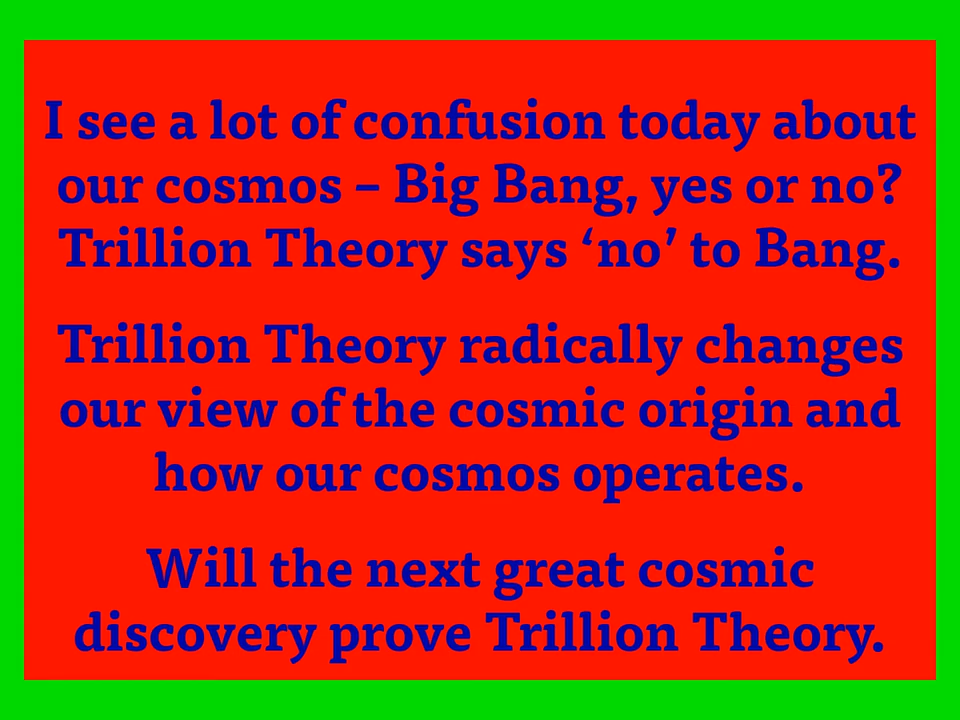 I see a lot of confusion today about
our cosmos – Big Bang, yes or no?
Trillion Theory says ‘no’ to Bang.
Trillion Theory radically changes
our view of the cosmic origin and
how our cosmos operates.
Will the next great cosmic
discovery prove Trillion Theory.